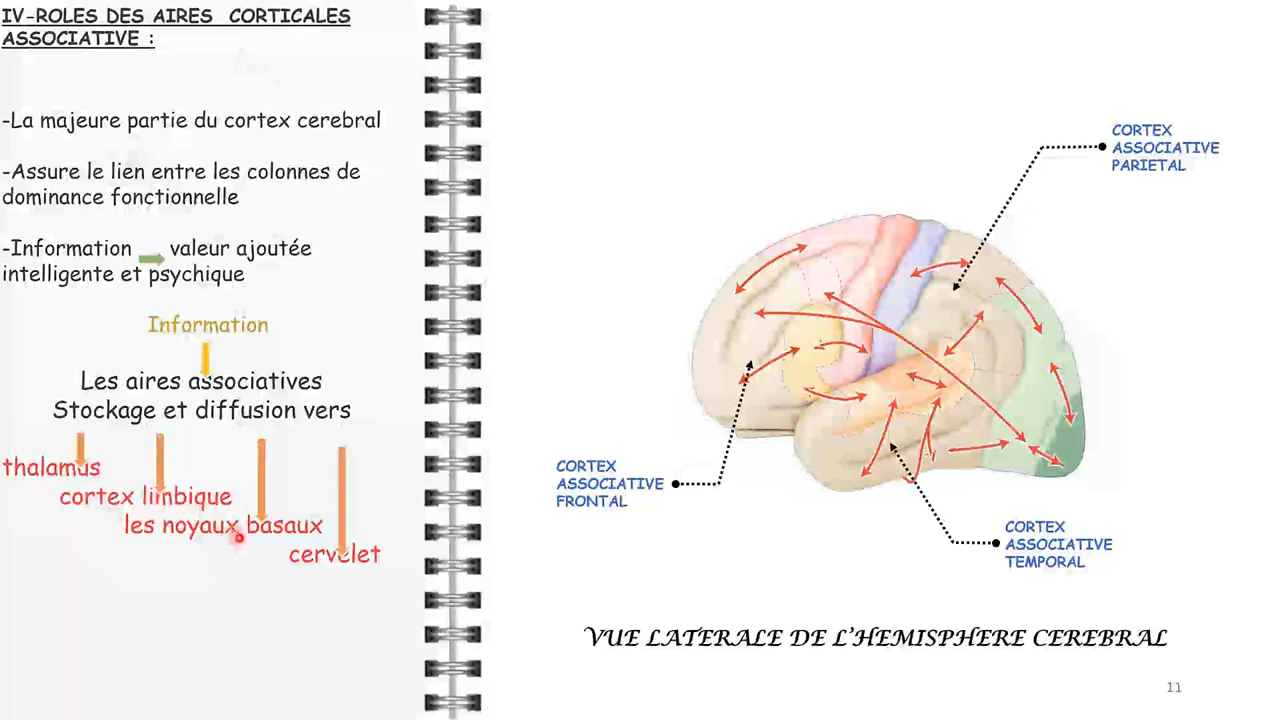 IV-ROLES DES AIRES CORTICALES
ASSOCIATIVE :
-La majeure partie du cortex cerebral
-Assure le lien entre les colonnes de
dominance fonctionnelle
-Information valeur ajoutée
intelligente et psychique
Information
Les aires associatives
Stockage et diffusion vers
thalamus
cortex limbique
les noyaux basaux
cervelet
CORTEX
ASSOCIATIVE
PARIETAL
CORTEX
ASSOCIATIVE
FRONTAL
CORTEX
ASSOCIATIVE
TEMPORAL
VUE LATERALE DE L'HEMISPHERE CEREBRAL
11